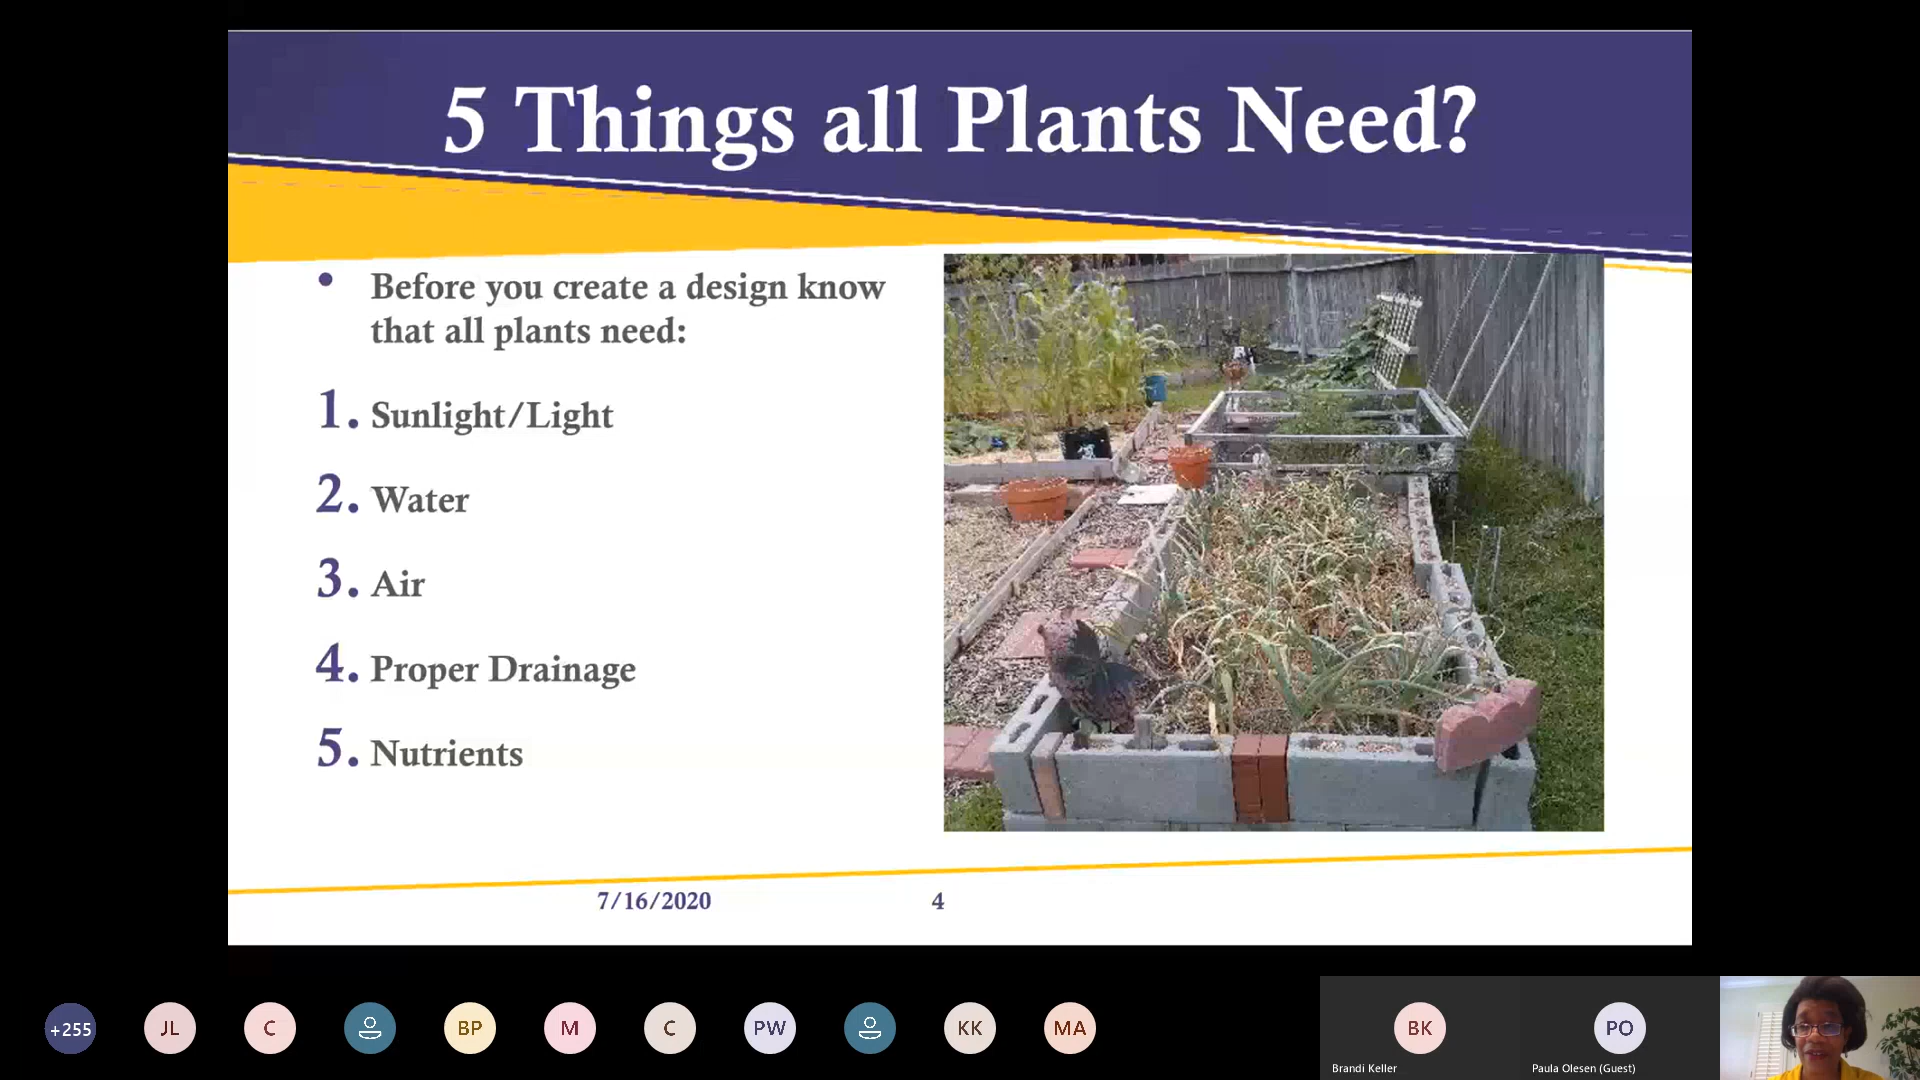 5 Things all Plants Need?
• Before you create a design know
that all plants need:
1. Sunlight/Light
2. Water
3. Air
4. Proper Drainage
5. Nutrients
7/16/2020 4
+255 JL C BP M C PW KK MA BK PO
Brandi Keller Paula Olesen (Guest)